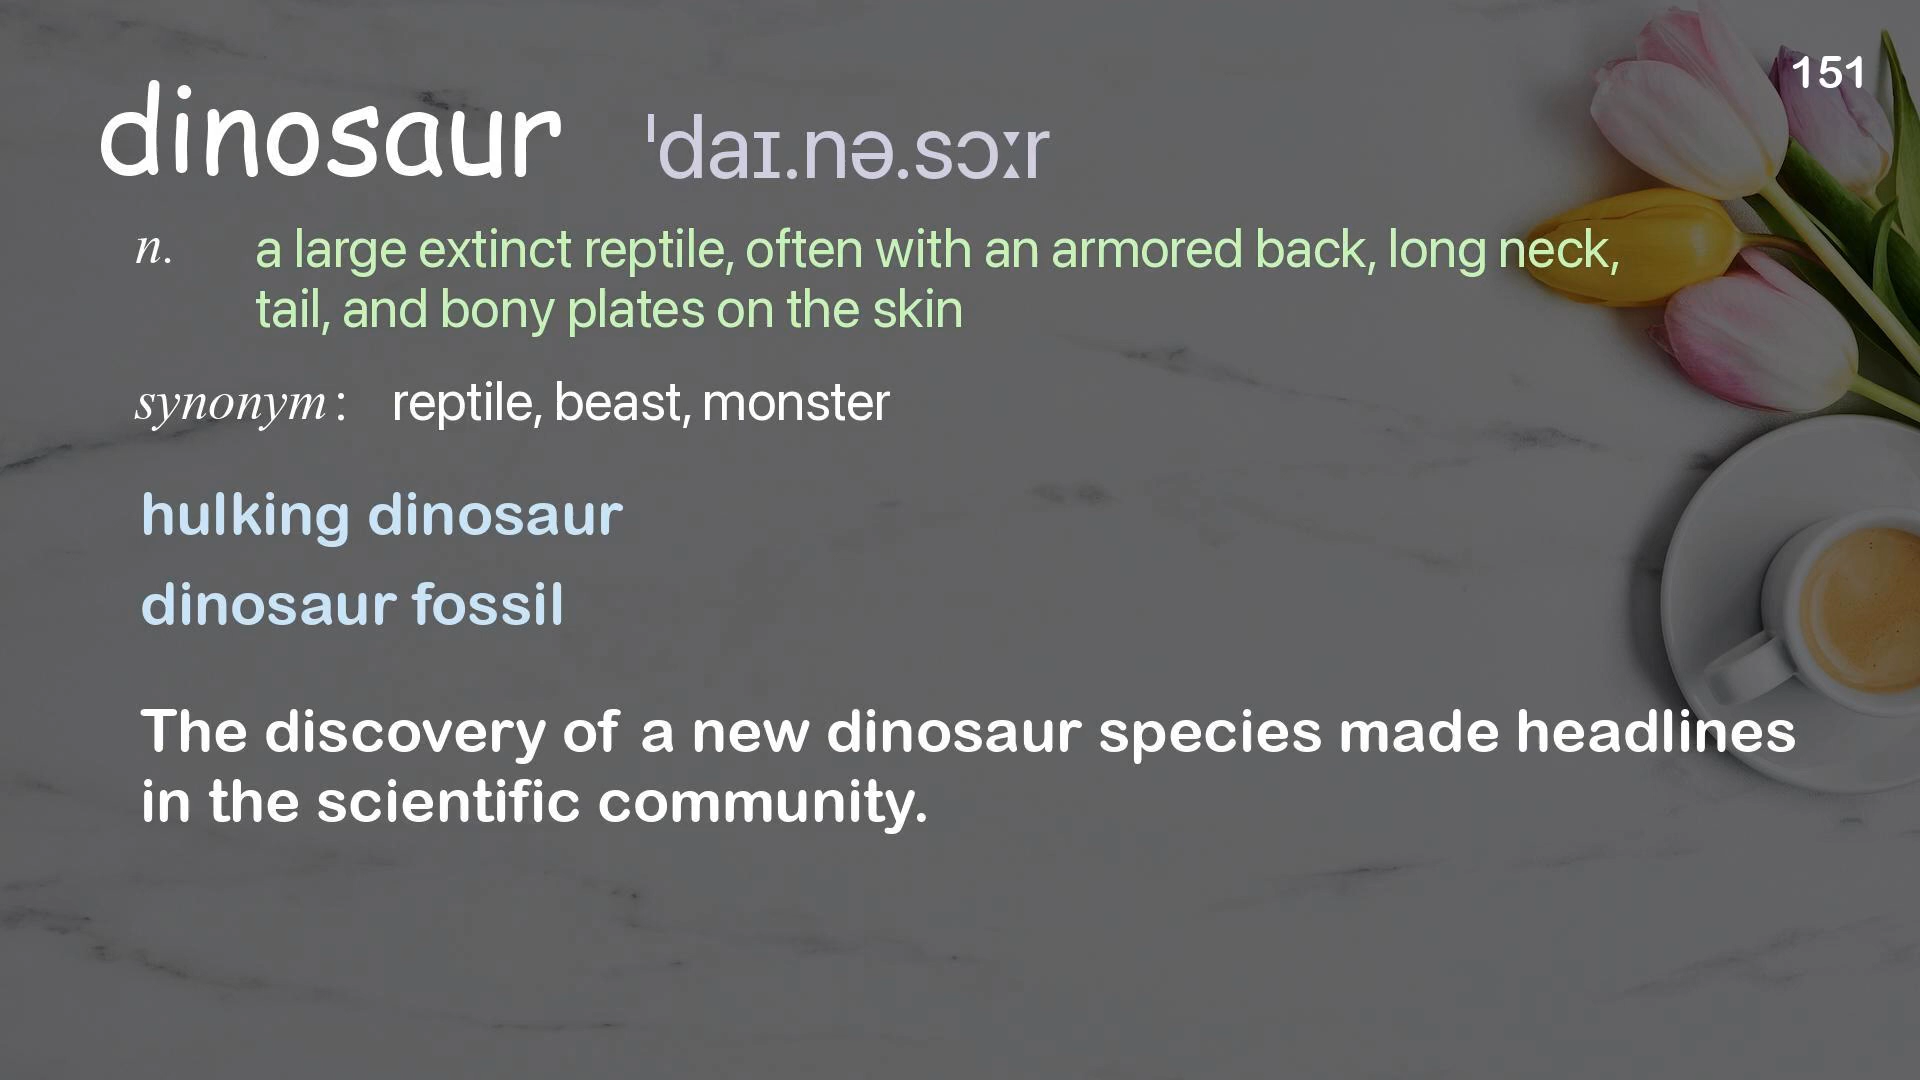 151
dinosaur ˈdaɪ.nə.sɔːr
n. a large extinct reptile, often with an armored back, long neck,
tail, and bony plates on the skin
synonym: reptile, beast, monster
hulking dinosaur
dinosaur fossil
The discovery of a new dinosaur species made headlines
in the scientific community.